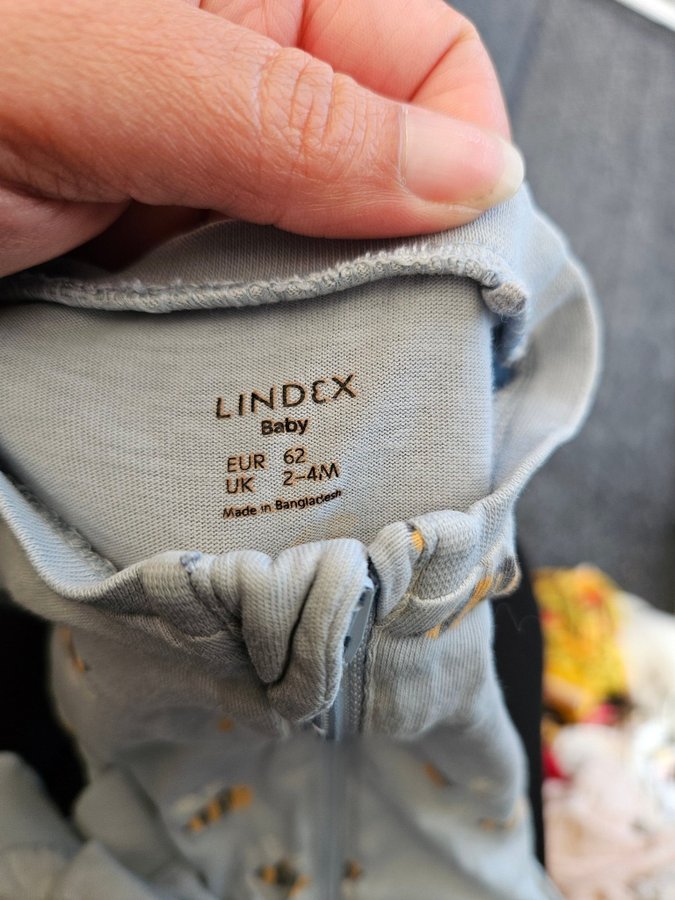 LINDEX
Baby
EUR 62
UK 2-4M
Made in Bangladesh